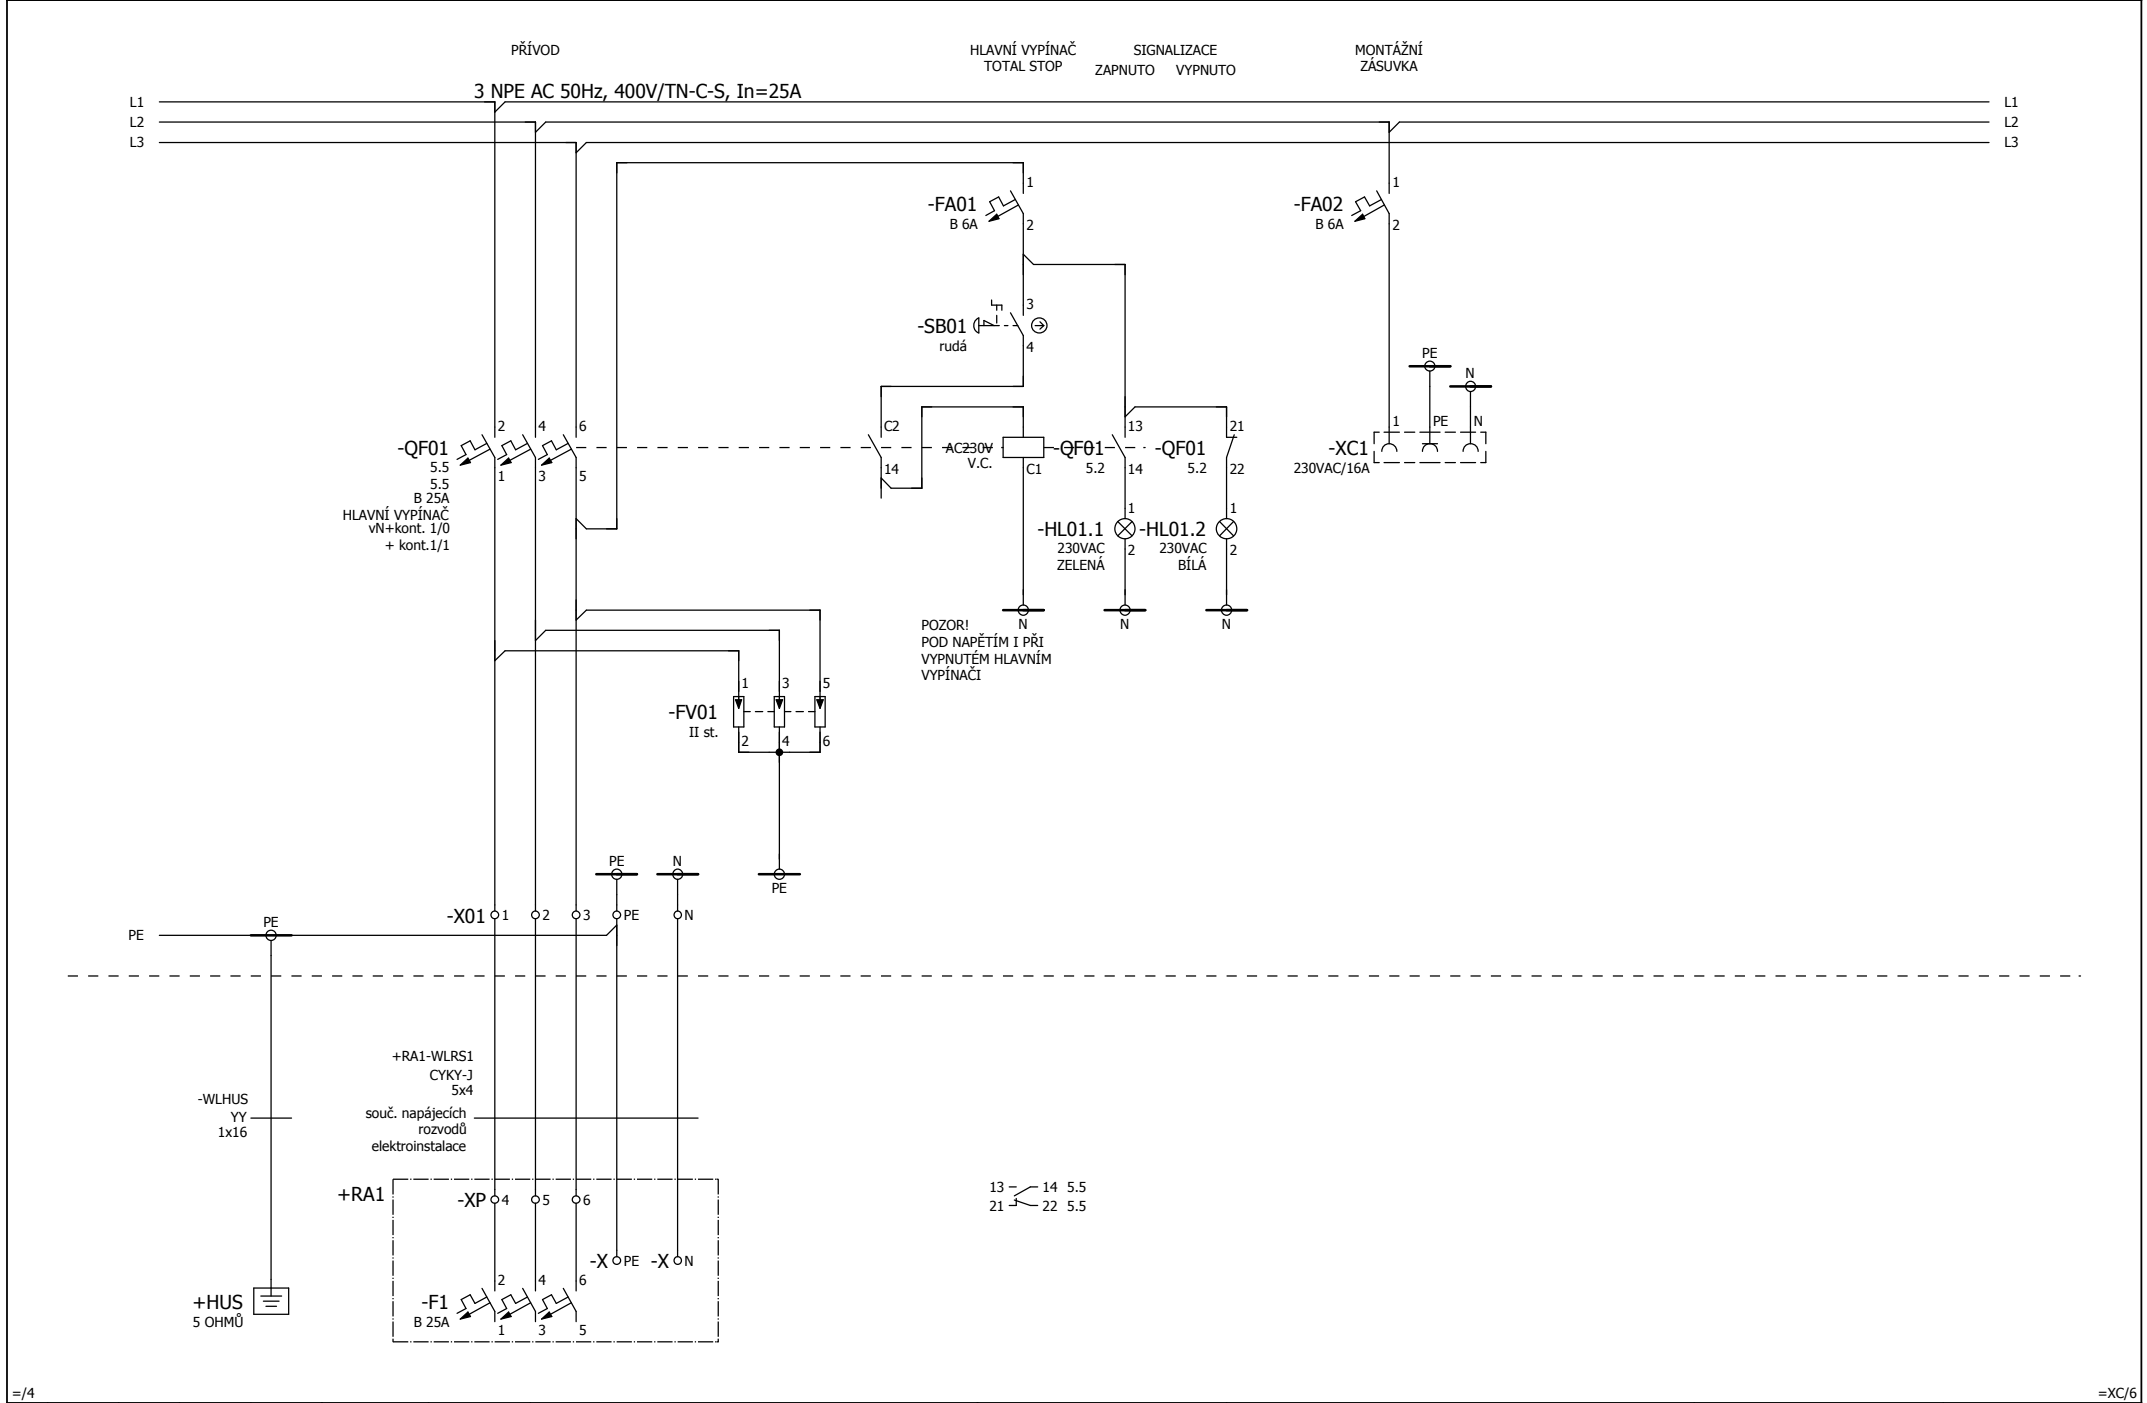 PŘÍVOD
HLAVNÍ VYPÍNAČ
TOTAL STOP
SIGNALIZACE
ZAPNUTO VYPNUTO
MONTÁŽNÍ
ZÁSUVKA
3 NPE AC 50Hz, 400V/TN-C-S, In=25A
L1
L1
L2
L2
L3
L3
1
-FA01
B 6A
2
1
-FA02
B 6A
2
3
-SB01
rudá
4
PE
N
2
4
6
-QF01
5.5
5.5
B 25A
HLAVNÍ VYPÍNAČ
vN+kont. 1/0
+ kont.1/1
1
3
5
C2
14
AC230V
V.C.
C1
13
-QF01
5.2
14
21
-QF01
5.2
22
1
PE
N
-XC1
230VAC/16A
1
-HL01.1
230VAC
ZELENÁ
2
1
-HL01.2
230VAC
BÍLÁ
2
N
N
N
POZOR!
POD NAPĚTÍM I PŘI
VYPNUTÉM HLAVNÍM
VYPÍNAČI
1
3
5
-FV01
II st.
2
4
6
PE
N
PE
-X01
1
2
3
PE
N
PE
PE
+RA1-WLRS1
CYKY-J
5x4
souč. napájecích
rozvodů
elektroinstalace
-WLHUS
YY
1x16
+RA1
-XP
4
5
6
-X
PE
-X
N
2
4
6
-F1
B 25A
1
3
5
+HUS
5 OHMŮ
13
14 5.5
21
22 5.5
=/4
=XC/6